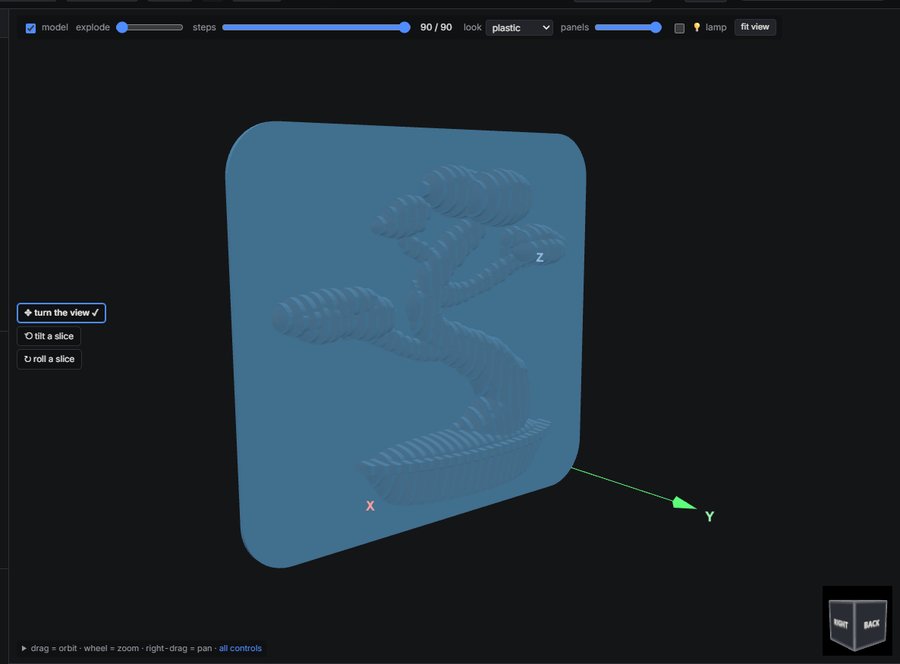 model explode steps 90 / 90 look plastic panels lamp fit view
Z
turn the view ✓
tilt a slice
roll a slice
X
Y
RIGHT BACK
drag = orbit · wheel = zoom · right-drag = pan · all controls